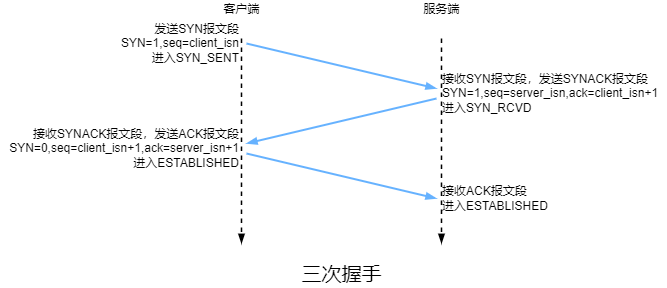 客户端
服务端
发送SYN报文段
SYN=1,seq=client_isn
进入SYN_SENT
接收SYN报文段，发送SYNACK报文段
SYN=1,seq=server_isn,ack=client_isn+1
进入SYN_RCVD
接收SYNACK报文段，发送ACK报文段
SYN=0,seq=client_isn+1,ack=server_isn+1
进入ESTABLISHED
接收ACK报文段
进入ESTABLISHED
三次握手